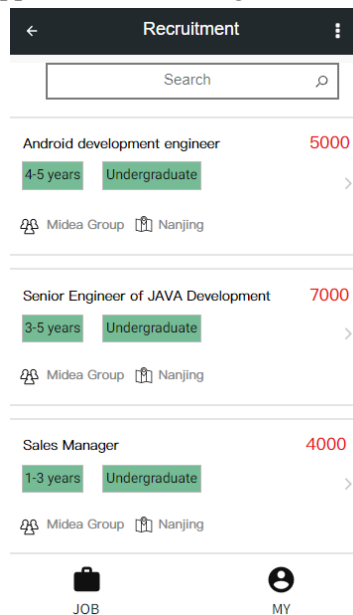 Recruitment
Search
Android development engineer 5000
4-5 years Undergraduate
Midea Group Nanjing
Senior Engineer of JAVA Development 7000
3-5 years Undergraduate
Midea Group Nanjing
Sales Manager 4000
1-3 years Undergraduate
Midea Group Nanjing
JOB MY